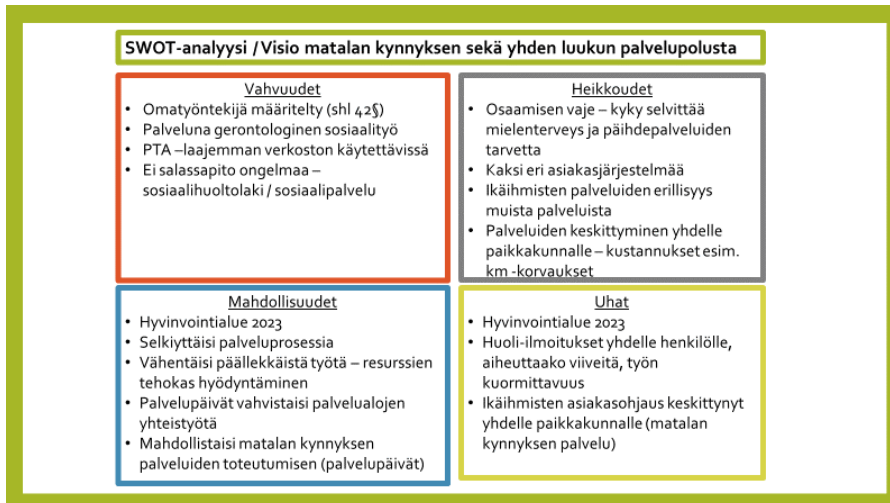 SWOT-analyysi / Visio matalan kynnyksen sekä yhden luukun palvelupolusta
Vahvuudet
• Omatyöntekijä määritelty (shl 42§)
• Palveluna gerontologinen sosiaalityö
• PTA –laajemman verkoston käytettävissä
• Ei salassapito ongelmaa –
sosiaalihuoltolaki / sosiaalipalvelu
Heikkoudet
• Osaamisen vaje – kyky selvittää
mielenterveys ja päihdepalveluiden
tarvetta
• Kaksi eri asiakasjärjestelmää
• Ikäihmisten palveluiden erillisyys
muista palveluista
• Palveluiden keskittyminen yhdelle
paikkakunnalle – kustannukset esim.
km -korvaukset
Mahdollisuudet
• Hyvinvointialue 2023
• Selkiyttäisi palveluprosessia
• Vähentäisi päällekkäistä työtä – resurssien
tehokas hyödyntäminen
• Palvelupäivät vahvistaisi palvelualojen
yhteistyötä
• Mahdollistaisi matalan kynnyksen
palveluiden toteutumisen (palvelupäivät)
Uhat
• Hyvinvointialue 2023
• Huoli-ilmoitukset yhdelle henkilölle,
aiheuttaako viiveitä, työn
kuormittavuus
• Ikäihmisten asiakasohjaus keskittynyt
yhdelle paikkakunnalle (matalan
kynnyksen palvelu)